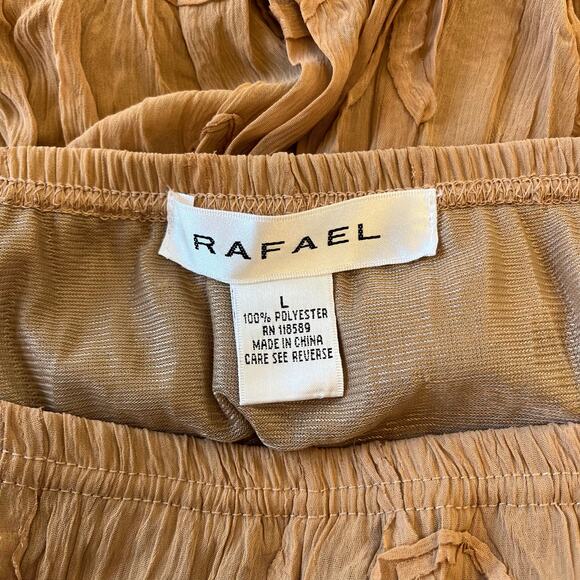 RAFAEL
L
100% POLYESTER
RN 118589
MADE IN CHINA
CARE SEE REVERSE